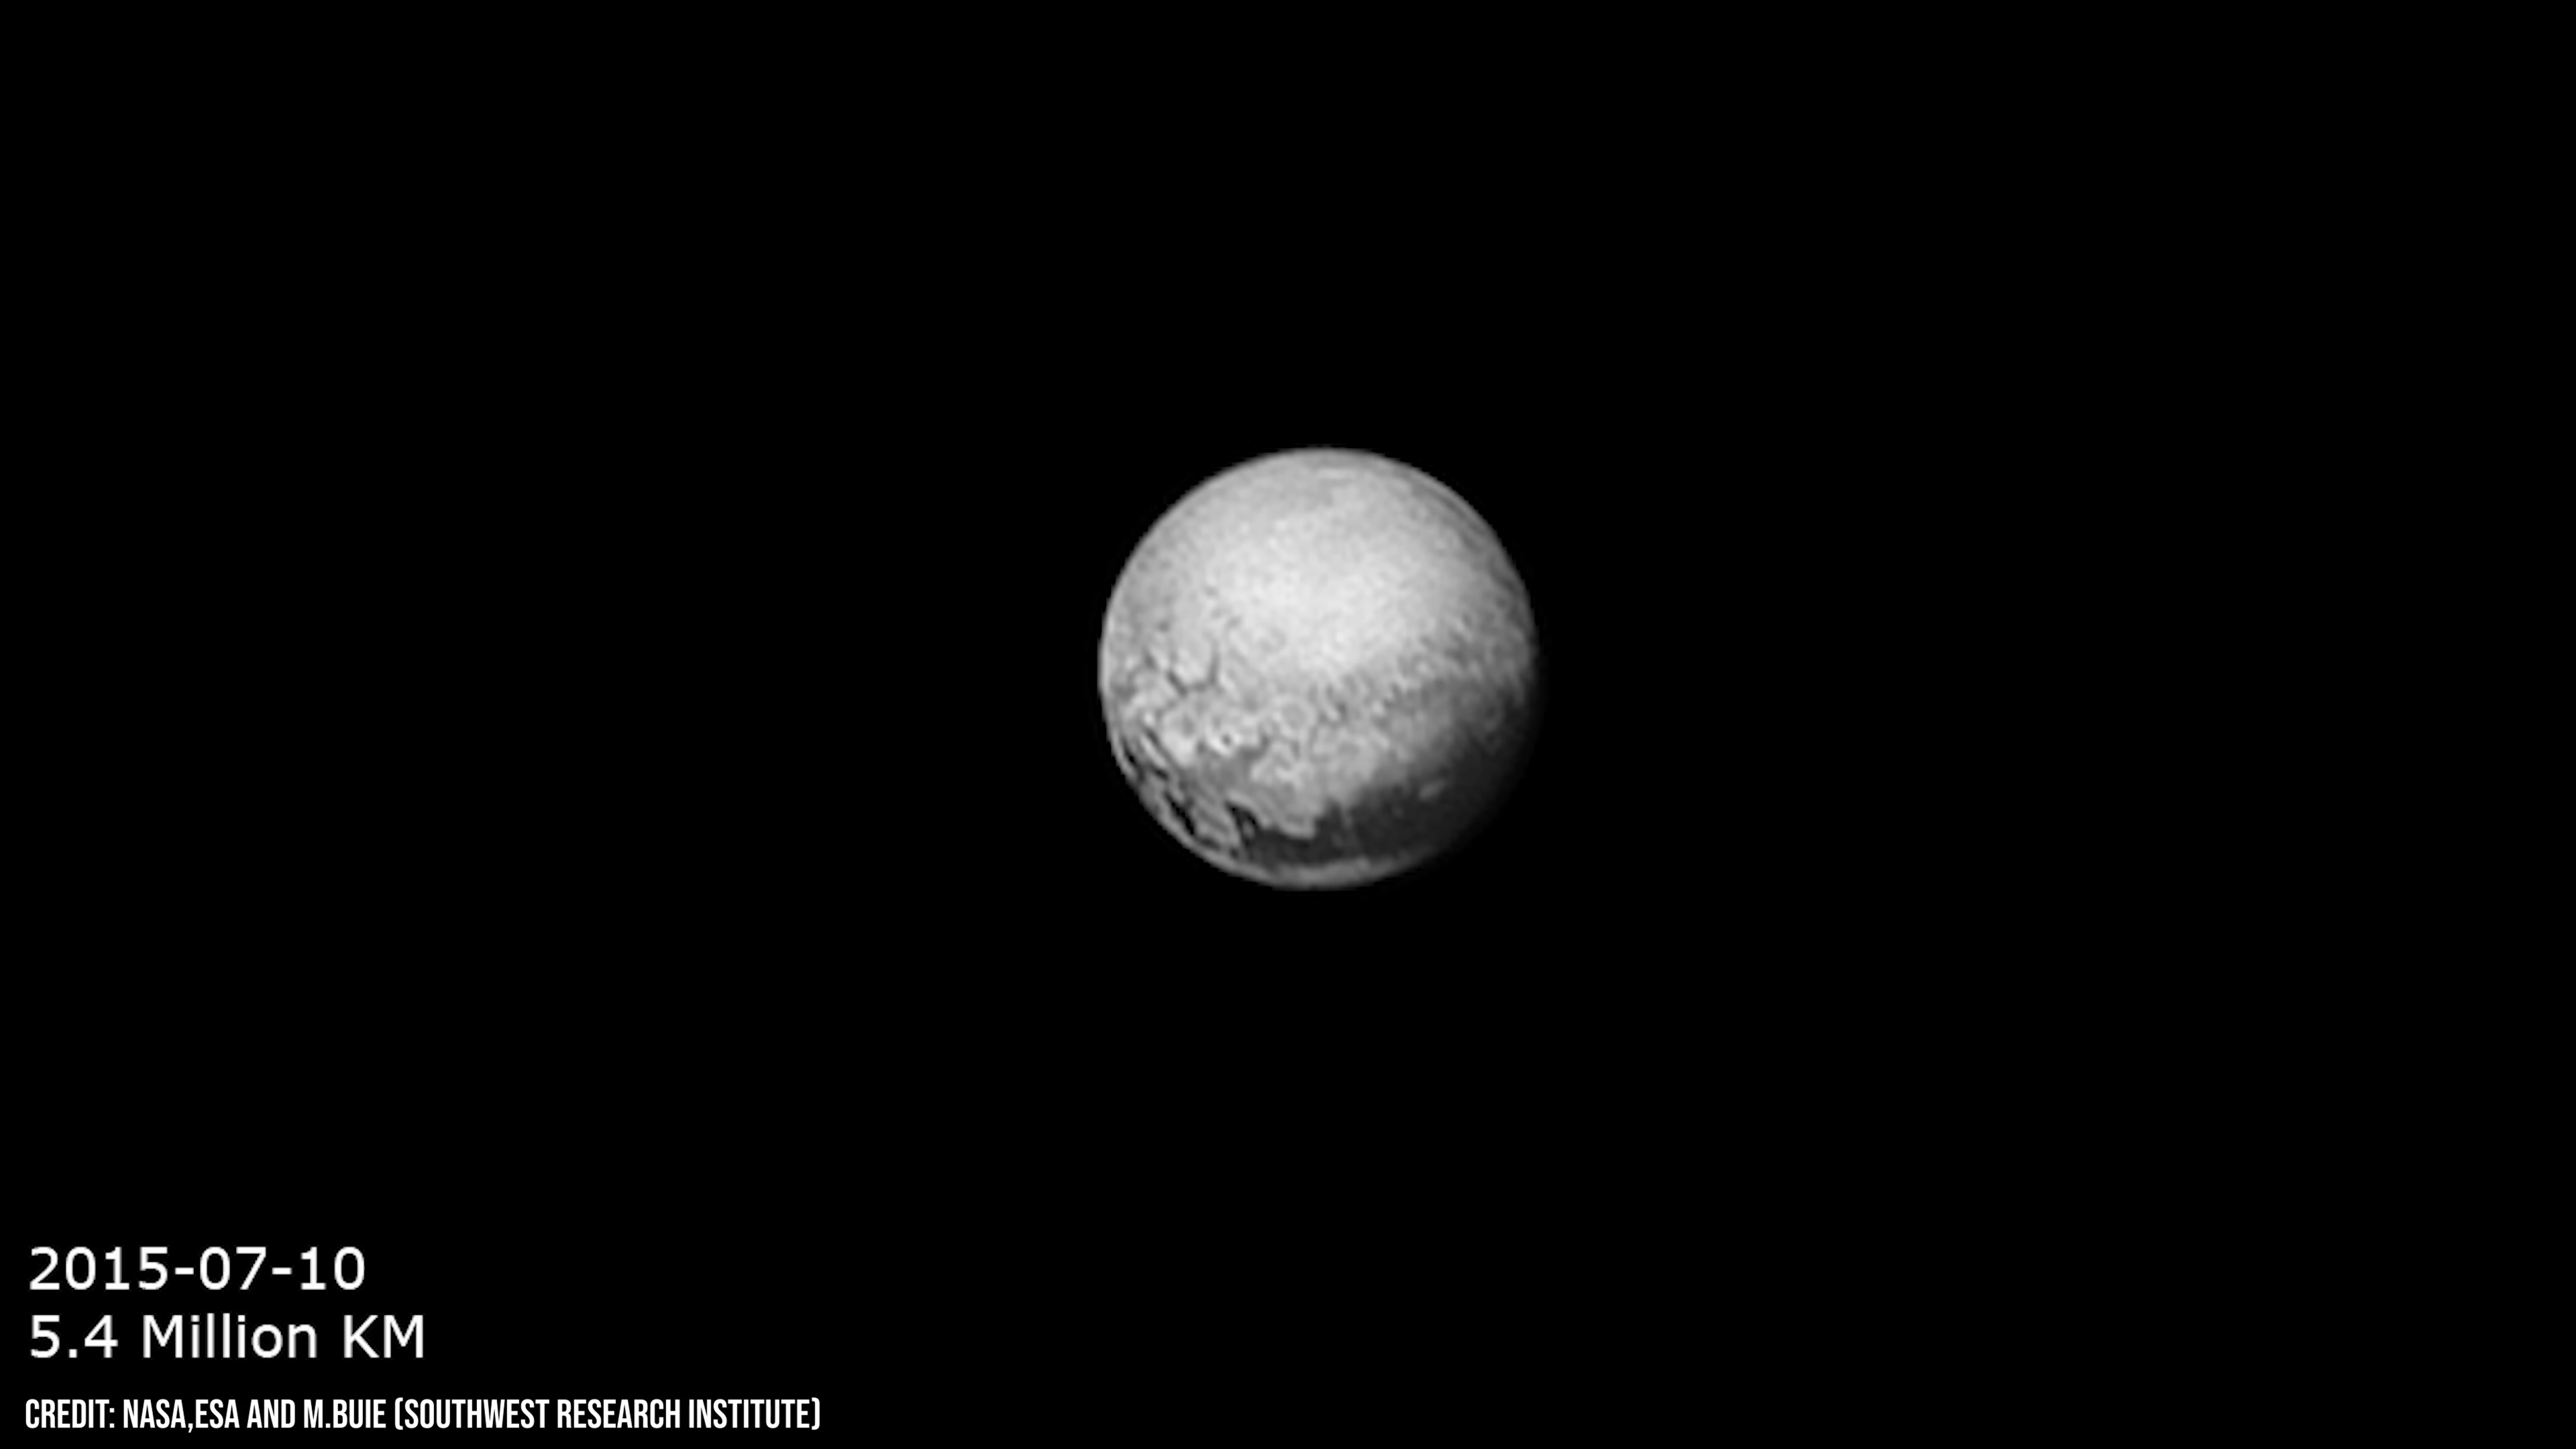 2015-07-10
5.4 Million KM
CREDIT: NASA,ESA AND M.BUIE (SOUTHWEST RESEARCH INSTITUTE)